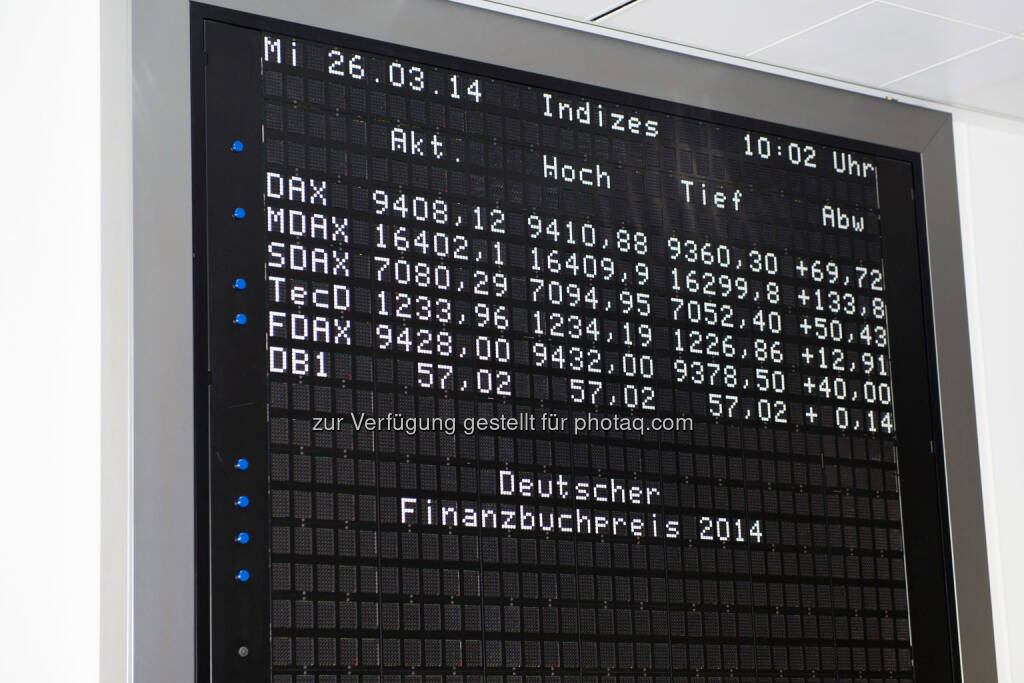 Mi 26.03.14 Indizes 10:02 Uhr
Akt. Hoch Tief Abw
DAX 9408,12 9410,88 9360,30 +69,72
MDAX 16402,1 16409,9 16299,8 +133,8
SDAX 7080,29 7094,95 7052,40 +50,43
TecD 1233,96 1234,19 1226,86 +12,91
FDAX 9428,00 9432,00 9378,50 +40,00
DB1 57,02 57,02 57,02 + 0,14
zur Verfügung gestellt für photaq.com
Deutscher
Finanzbuchpreis 2014